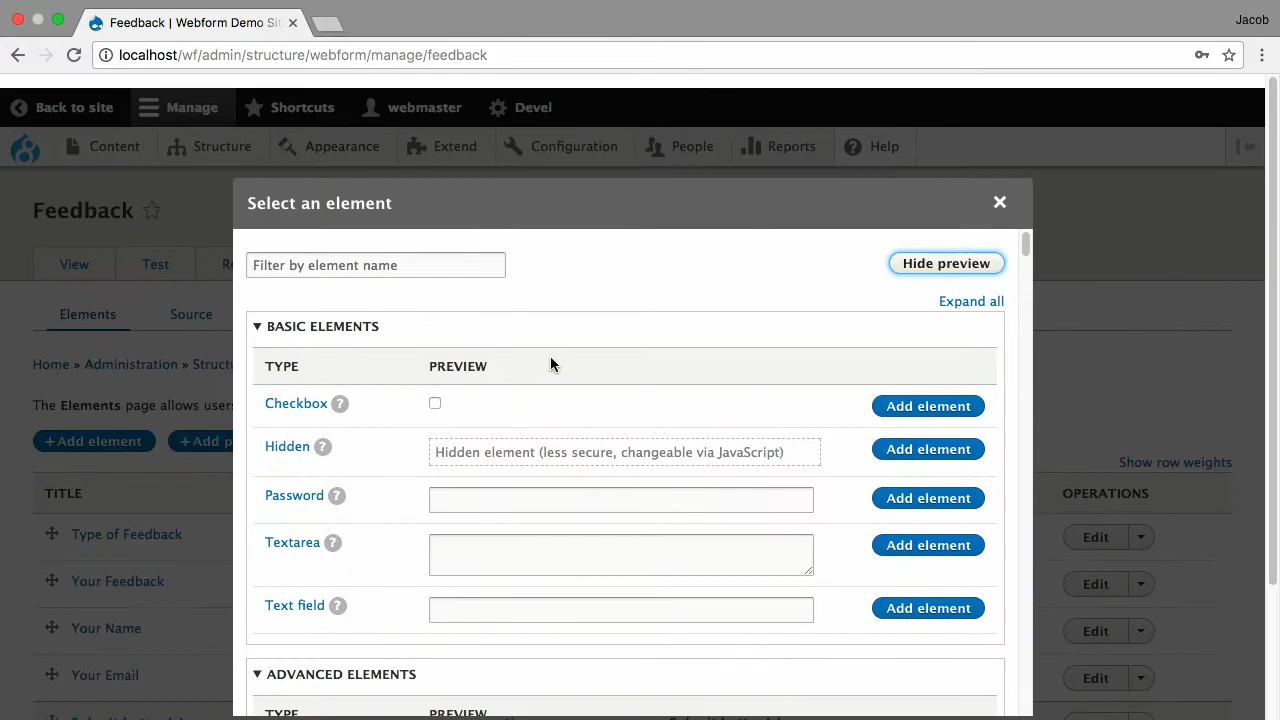 Feedback | Webform Demo Sit
Jacob
localhost/wf/admin/structure/webform/manage/feedback
Back to site
Manage
Shortcuts
webmaster
Devel
Content
Structure
Appearance
Extend
Configuration
People
Reports
Help
Feedback
Select an element
View
Test
Filter by element name
Hide preview
Expand all
Elements
Source
BASIC ELEMENTS
Home » Administration » Struct
TYPE
PREVIEW
The Elements page allows users
Checkbox ?
Add element
+Add element
+Add p
Hidden ?
Hidden element (less secure, changeable via JavaScript)
Add element
Show row weights
TITLE
OPERATIONS
Password ?
Add element
Type of Feedback
Edit
Textarea ?
Add element
Your Feedback
Edit
Text field ?
Add element
Your Name
Edit
Your Email
Edit
ADVANCED ELEMENTS
TYPE
PREVIEW